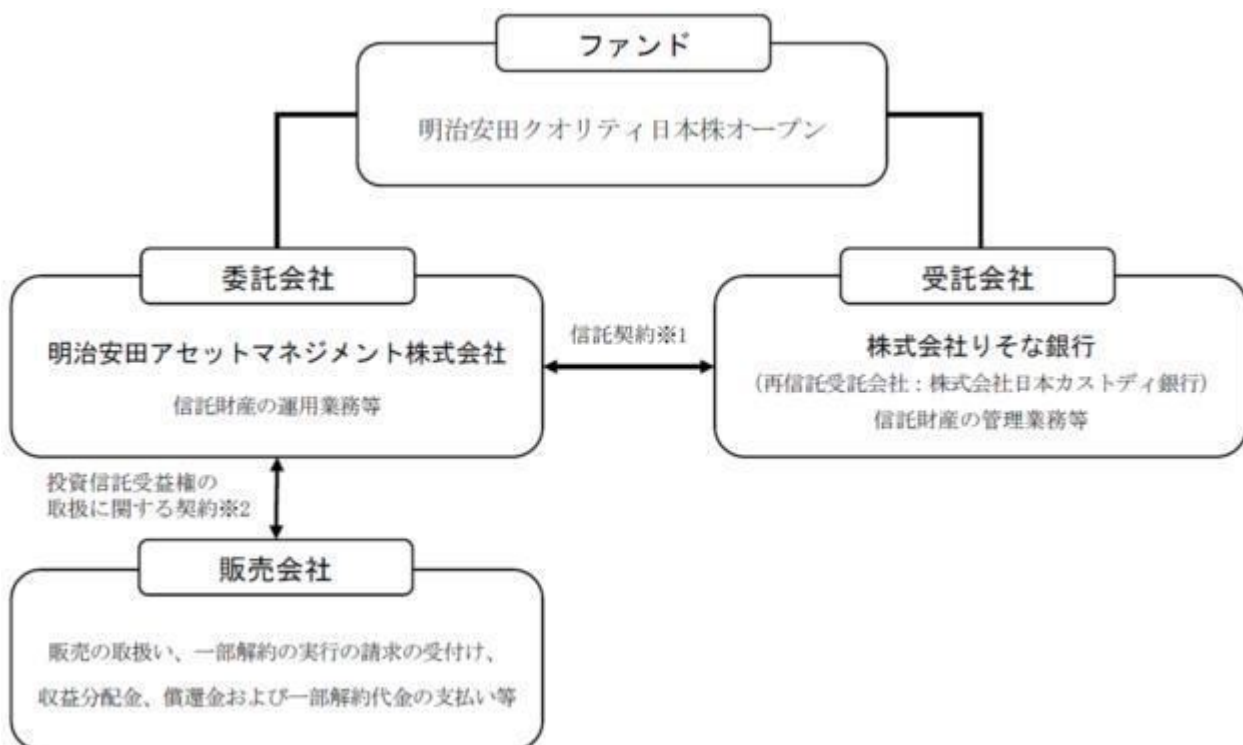 ファンド
明治安田クオリティ日本株オープン
委託会社
明治安田アセットマネジメント株式会社
信託財産の運用業務等
信託契約※1
受託会社
株式会社りそな銀行
(再信託受託会社：株式会社日本カストディ銀行)
信託財産の管理業務等
投資信託受益権の
取扱に関する契約※2
販売会社
販売の取扱い、一部解約の実行の請求の受付け、
収益分配金、償還金および一部解約代金の支払い等